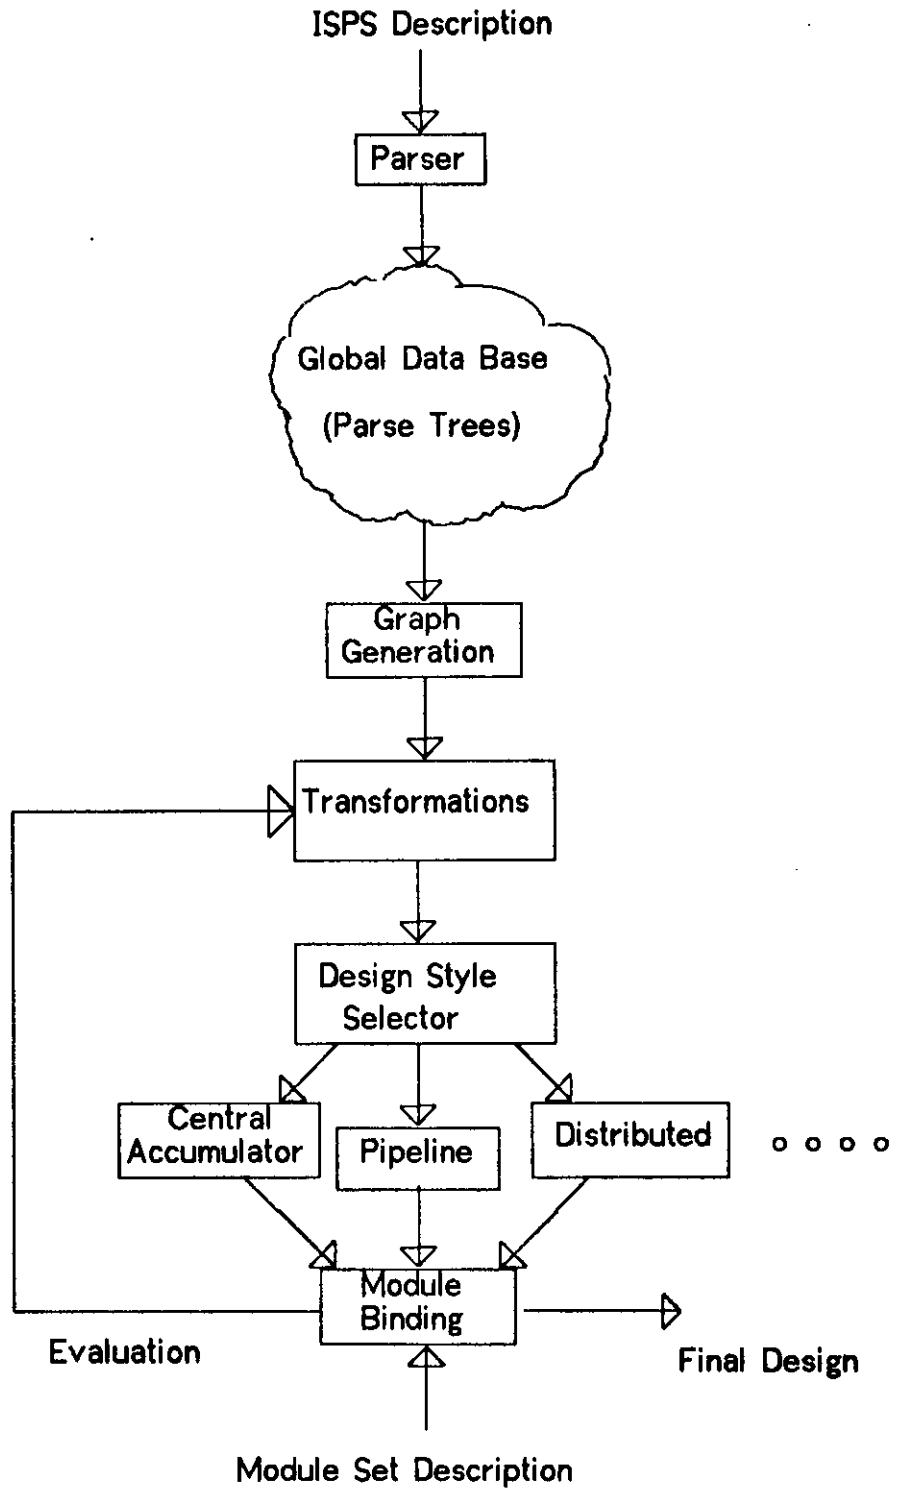 ISPS Description
Parser
Global Data Base
(Parse Trees)
Graph
Generation
Transformations
Design Style
Selector
Central
Accumulator
Pipeline
Distributed
Module
Binding
Evaluation
Final Design
Module Set Description